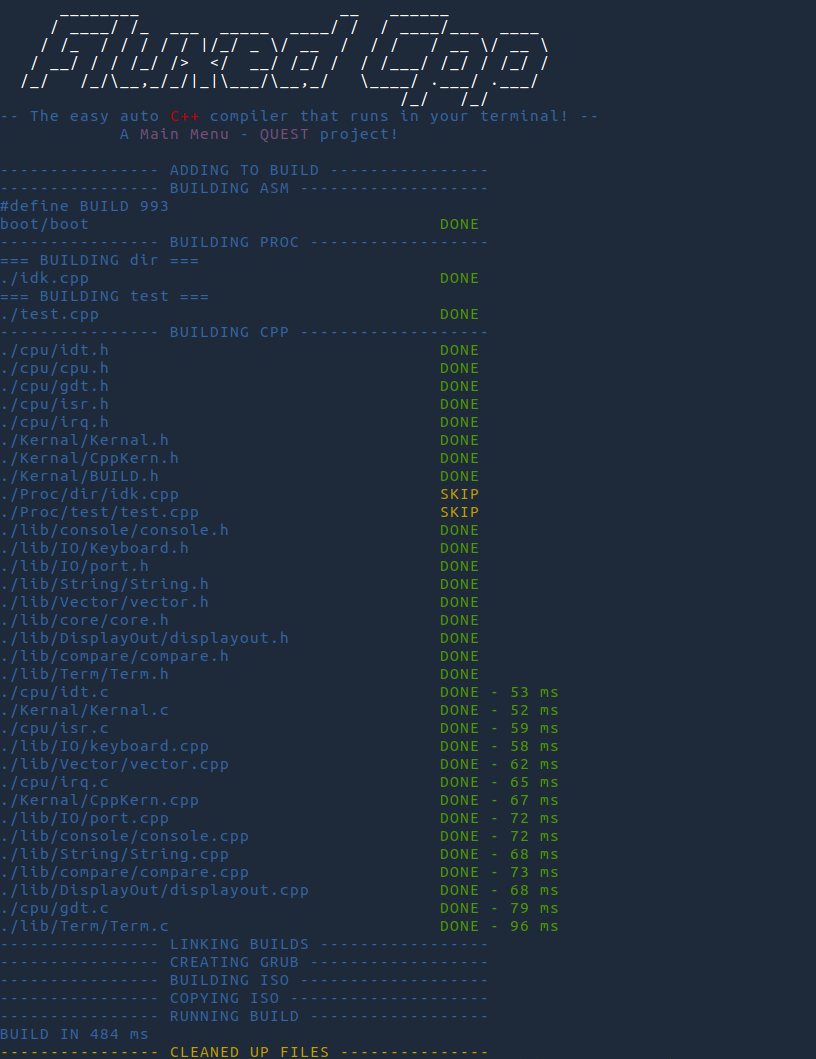 Fluxed Cpp
-- The easy auto C++ compiler that runs in your terminal! --
A Main Menu - QUEST project!
---------------- ADDING TO BUILD ----------------
---------------- BUILDING ASM -------------------
#define BUILD 993
boot/boot DONE
---------------- BUILDING PROC ------------------
=== BUILDING dir ===
./idk.cpp DONE
=== BUILDING test ===
./test.cpp DONE
---------------- BUILDING CPP -------------------
./cpu/idt.h DONE
./cpu/cpu.h DONE
./cpu/gdt.h DONE
./cpu/isr.h DONE
./cpu/irq.h DONE
./Kernal/Kernal.h DONE
./Kernal/CppKern.h DONE
./Kernal/BUILD.h DONE
./Proc/dir/idk.cpp SKIP
./Proc/test/test.cpp SKIP
./lib/console/console.h DONE
./lib/IO/Keyboard.h DONE
./lib/IO/port.h DONE
./lib/String/String.h DONE
./lib/Vector/vector.h DONE
./lib/core/core.h DONE
./lib/DisplayOut/displayout.h DONE
./lib/compare/compare.h DONE
./lib/Term/Term.h DONE
./cpu/idt.c DONE - 53 ms
./Kernal/Kernal.c DONE - 52 ms
./cpu/isr.c DONE - 59 ms
./lib/IO/keyboard.cpp DONE - 58 ms
./lib/Vector/vector.cpp DONE - 62 ms
./cpu/irq.c DONE - 65 ms
./Kernal/CppKern.cpp DONE - 67 ms
./lib/IO/port.cpp DONE - 72 ms
./lib/console/console.cpp DONE - 72 ms
./lib/String/String.cpp DONE - 68 ms
./lib/compare/compare.cpp DONE - 73 ms
./lib/DisplayOut/displayout.cpp DONE - 68 ms
./cpu/gdt.c DONE - 79 ms
./lib/Term/Term.c DONE - 96 ms
---------------- LINKING BUILDS -----------------
---------------- CREATING GRUB ------------------
---------------- BUILDING ISO -------------------
---------------- COPYING ISO --------------------
---------------- RUNNING BUILD ------------------
BUILD IN 484 ms
---------------- CLEANED UP FILES ---------------